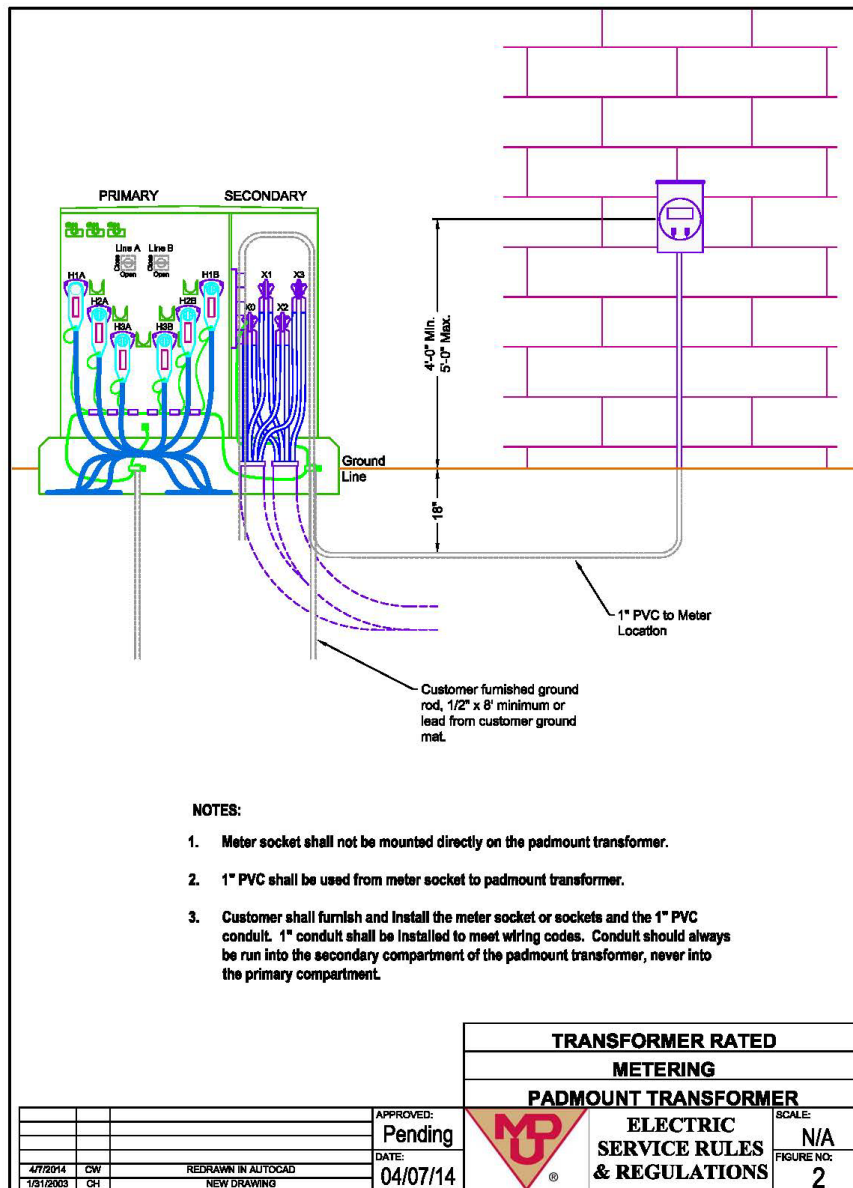 PRIMARY
SECONDARY
Line A
Line B
Close
Open
Close
Open
H1A
H2A
H3A
H3B
H2B
H1B
X0
X1
X2
X3
4'-0" Min.
5'-0" Max.
Ground
Line
18"
1" PVC to Meter
Location
Customer furnished ground
rod, 1/2" x 8' minimum or
lead from customer ground
mat.
NOTES:
1. Meter socket shall not be mounted directly on the padmount transformer.
2. 1" PVC shall be used from meter socket to padmount transformer.
3. Customer shall furnish and install the meter socket or sockets and the 1" PVC
conduit. 1" conduit shall be installed to meet wiring codes. Conduit should always
be run into the secondary compartment of the padmount transformer, never into
the primary compartment.
TRANSFORMER RATED
METERING
PADMOUNT TRANSFORMER
4/7/2014 CW REDRAWN IN AUTOCAD
1/31/2003 CH NEW DRAWING
APPROVED:
Pending
DATE:
04/07/14
MPU
®
ELECTRIC
SERVICE RULES
& REGULATIONS
SCALE:
N/A
FIGURE NO:
2